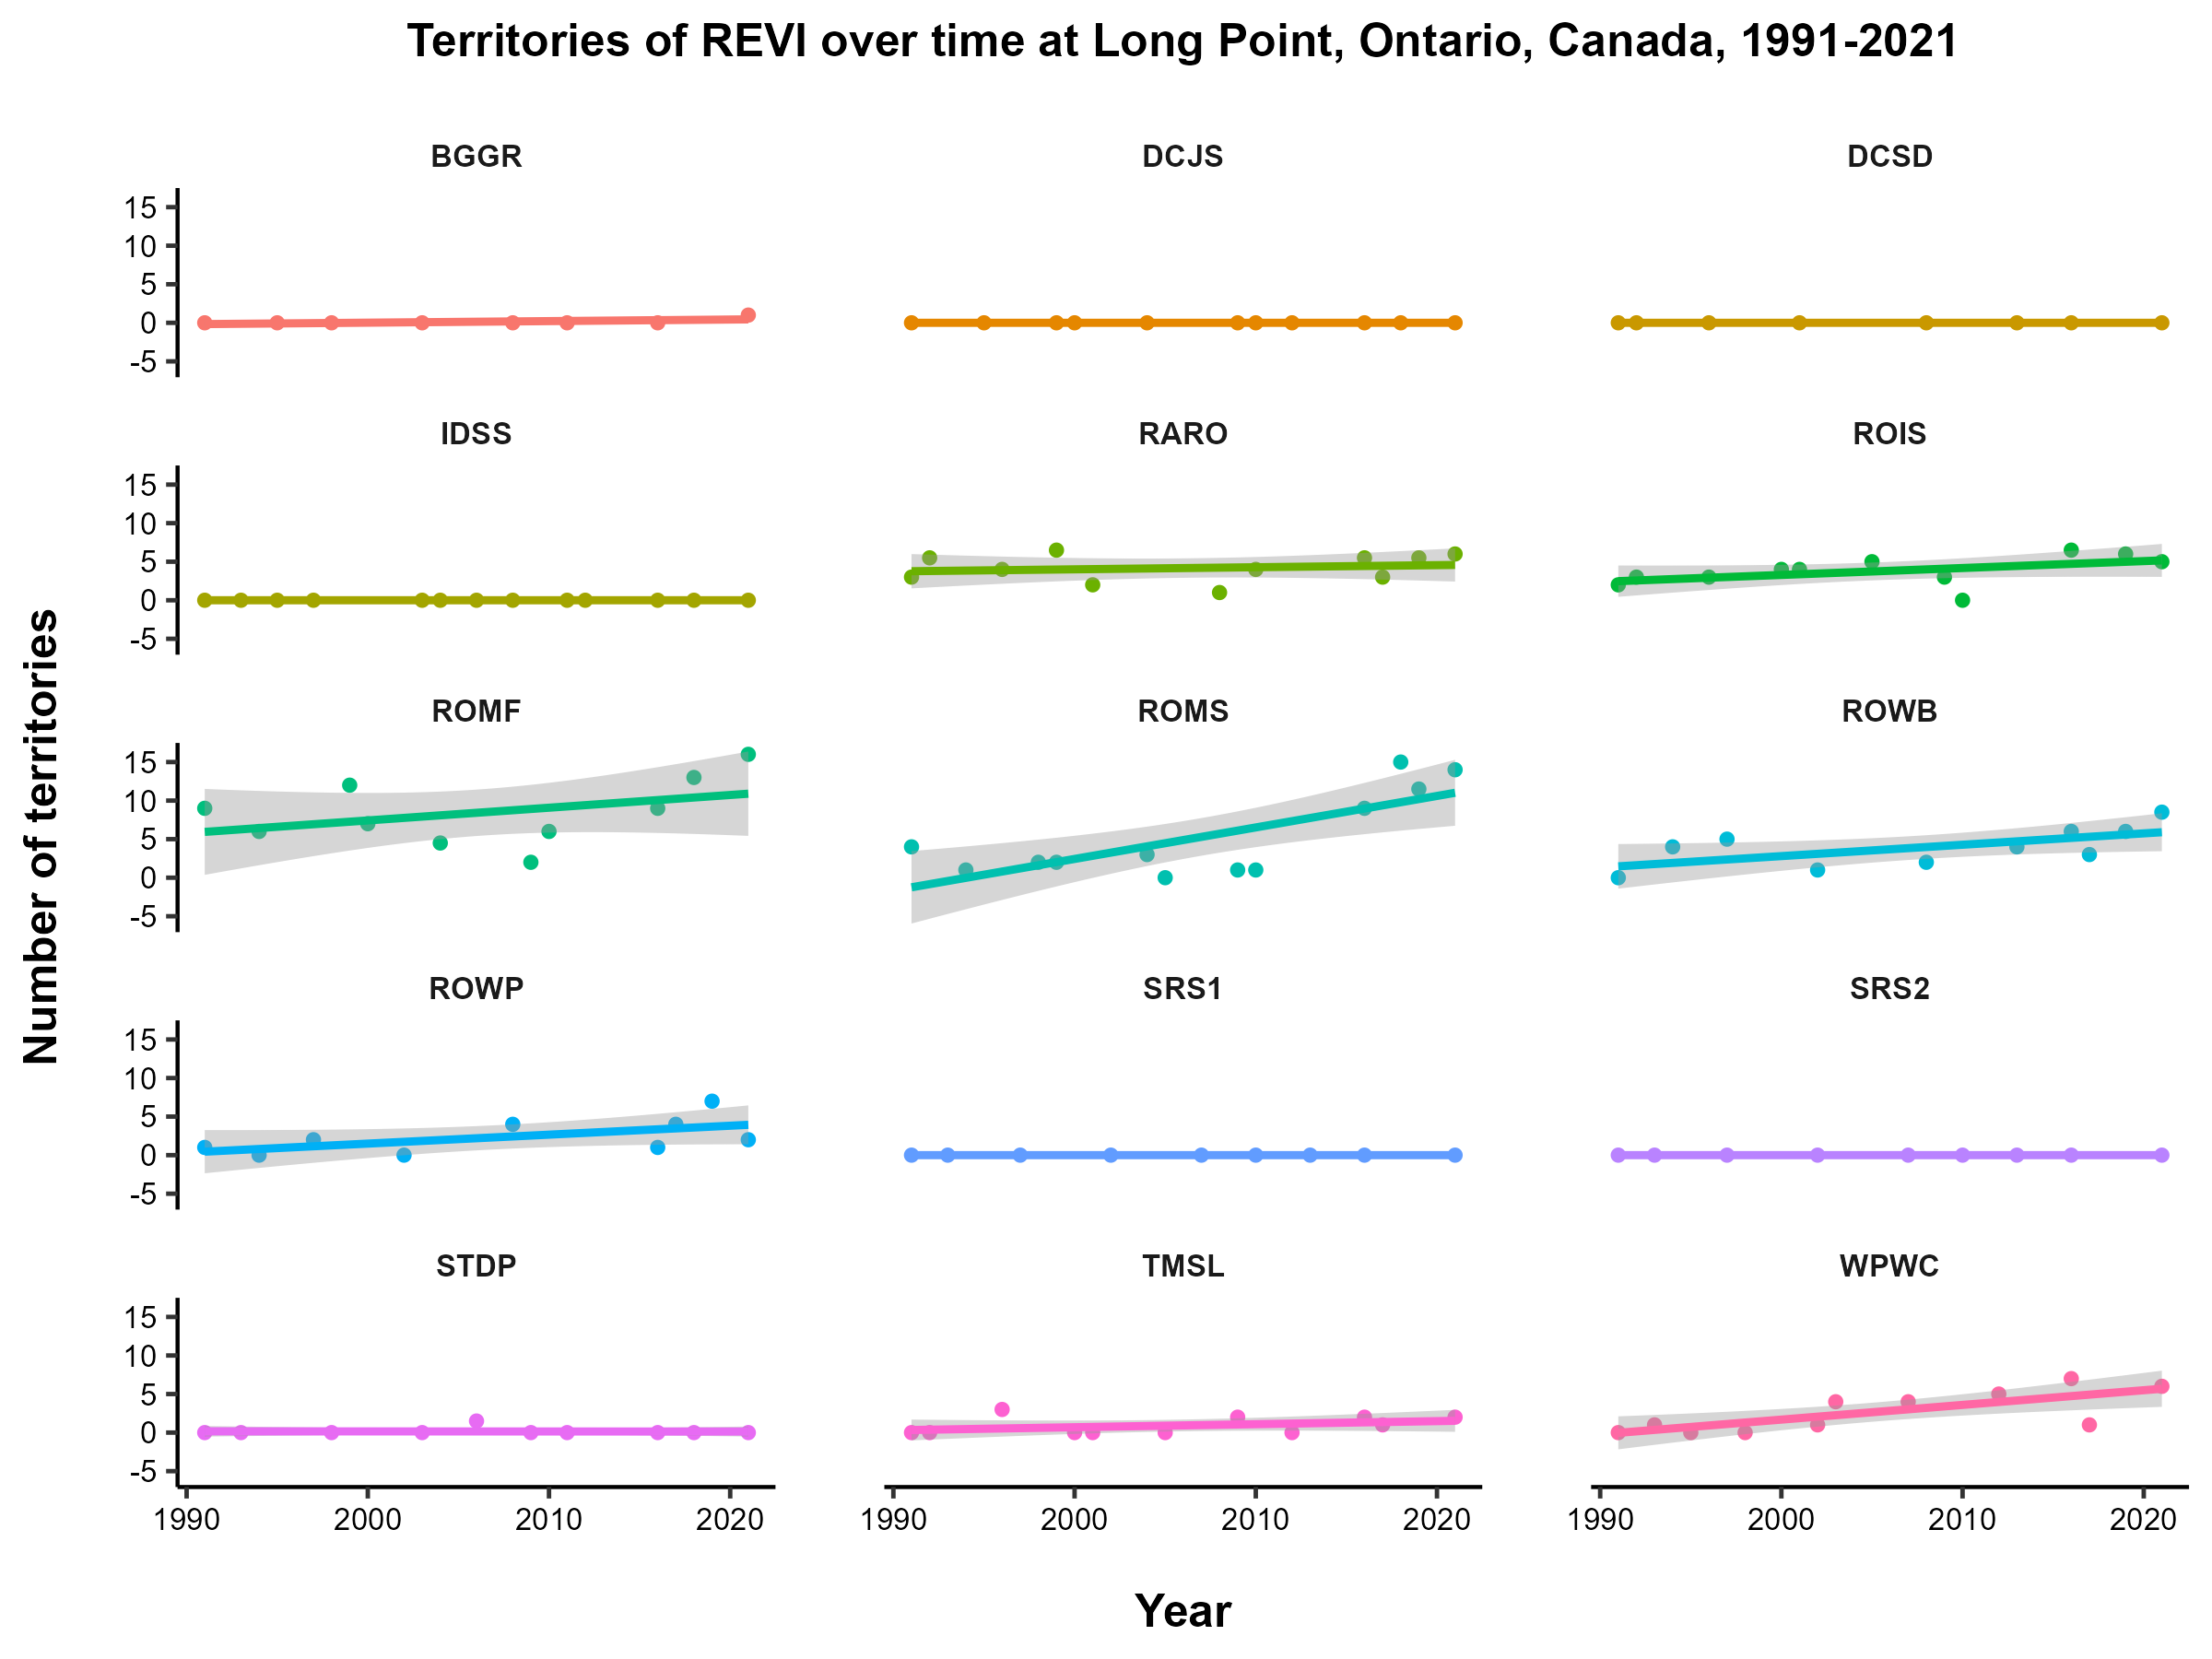 Territories of REVI over time at Long Point, Ontario, Canada, 1991-2021
BGGR DCJS DCSD
15
10
5
0
-5
IDSS RARO ROIS
15
10
5
0
-5
ROMF ROMS ROWB
15
10
5
0
-5
ROWP SRS1 SRS2
15
10
5
0
-5
STDP TMSL WPWC
15
10
5
0
-5
1990 2000 2010 2020 1990 2000 2010 2020 1990 2000 2010 2020
Number of territories
Year